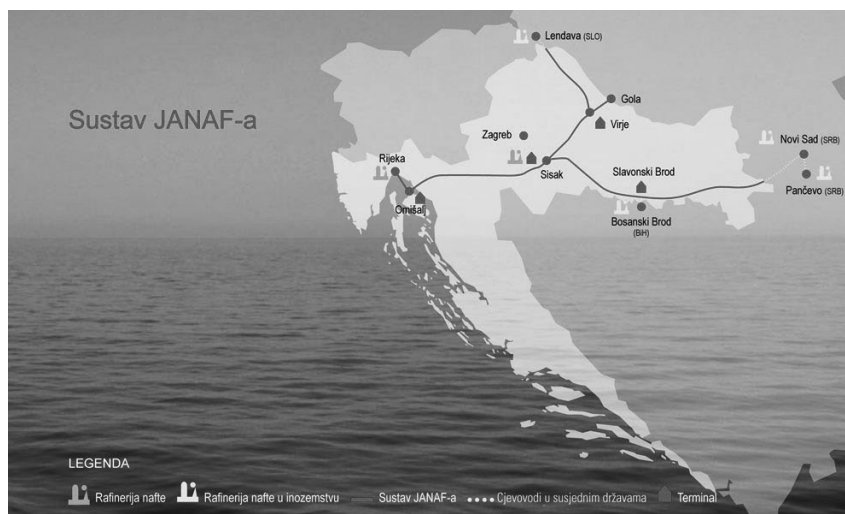 Lendava (SLO)
Sustav JANAF-a
Gola
Virje
Zagreb
Novi Sad (SRB)
Rijeka
Sisak
Slavonski Brod
Pančevo (SRB)
Omišalj
Bosanski Brod
(BiH)
LEGENDA
Rafinerija nafte
Rafinerija nafte u inozemstvu
Sustav JANAF-a
Cjevovodi u susjednim državama
Terminal